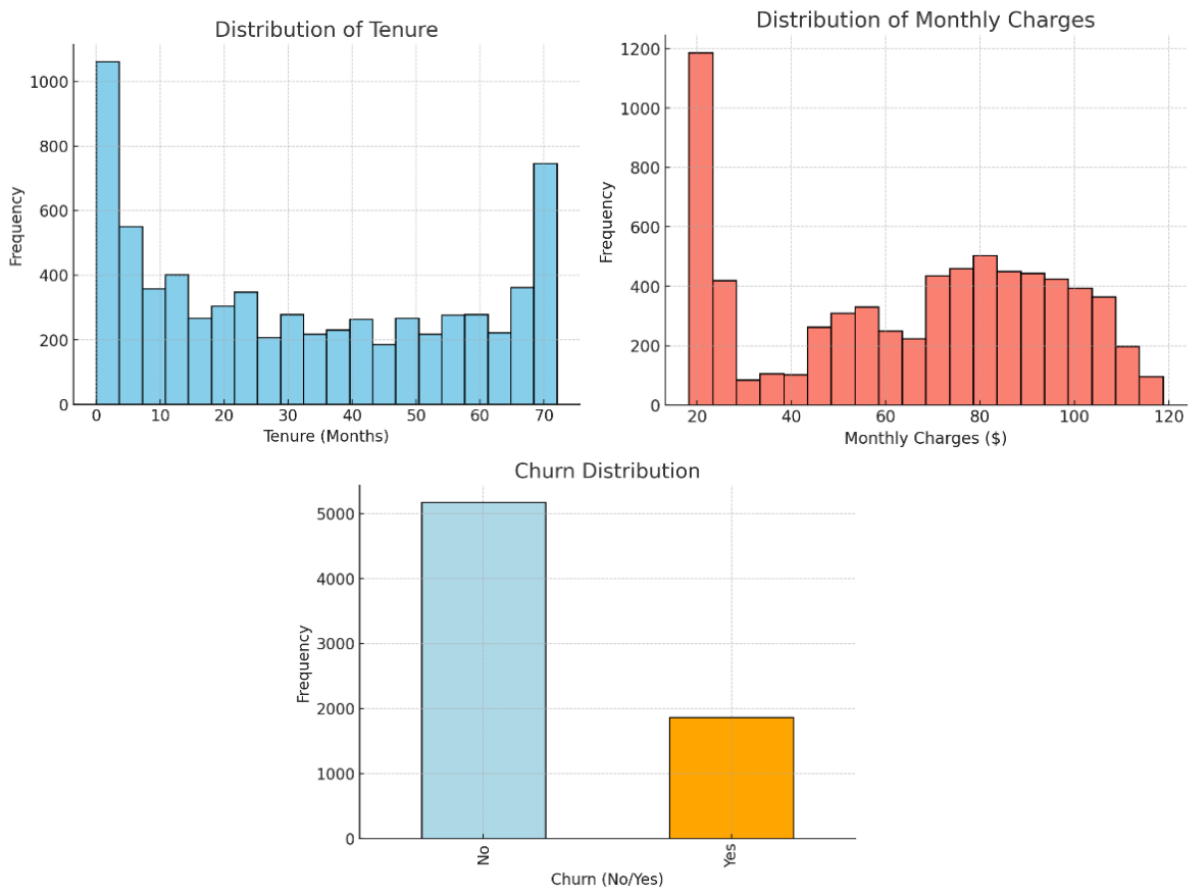 Distribution of Tenure
Frequency
1000
800
600
400
200
0
0 10 20 30 40 50 60 70
Tenure (Months)
Distribution of Monthly Charges
Frequency
1200
1000
800
600
400
200
0
20 40 60 80 100 120
Monthly Charges ($)
Churn Distribution
Frequency
5000
4000
3000
2000
1000
0
No Yes
Churn (No/Yes)